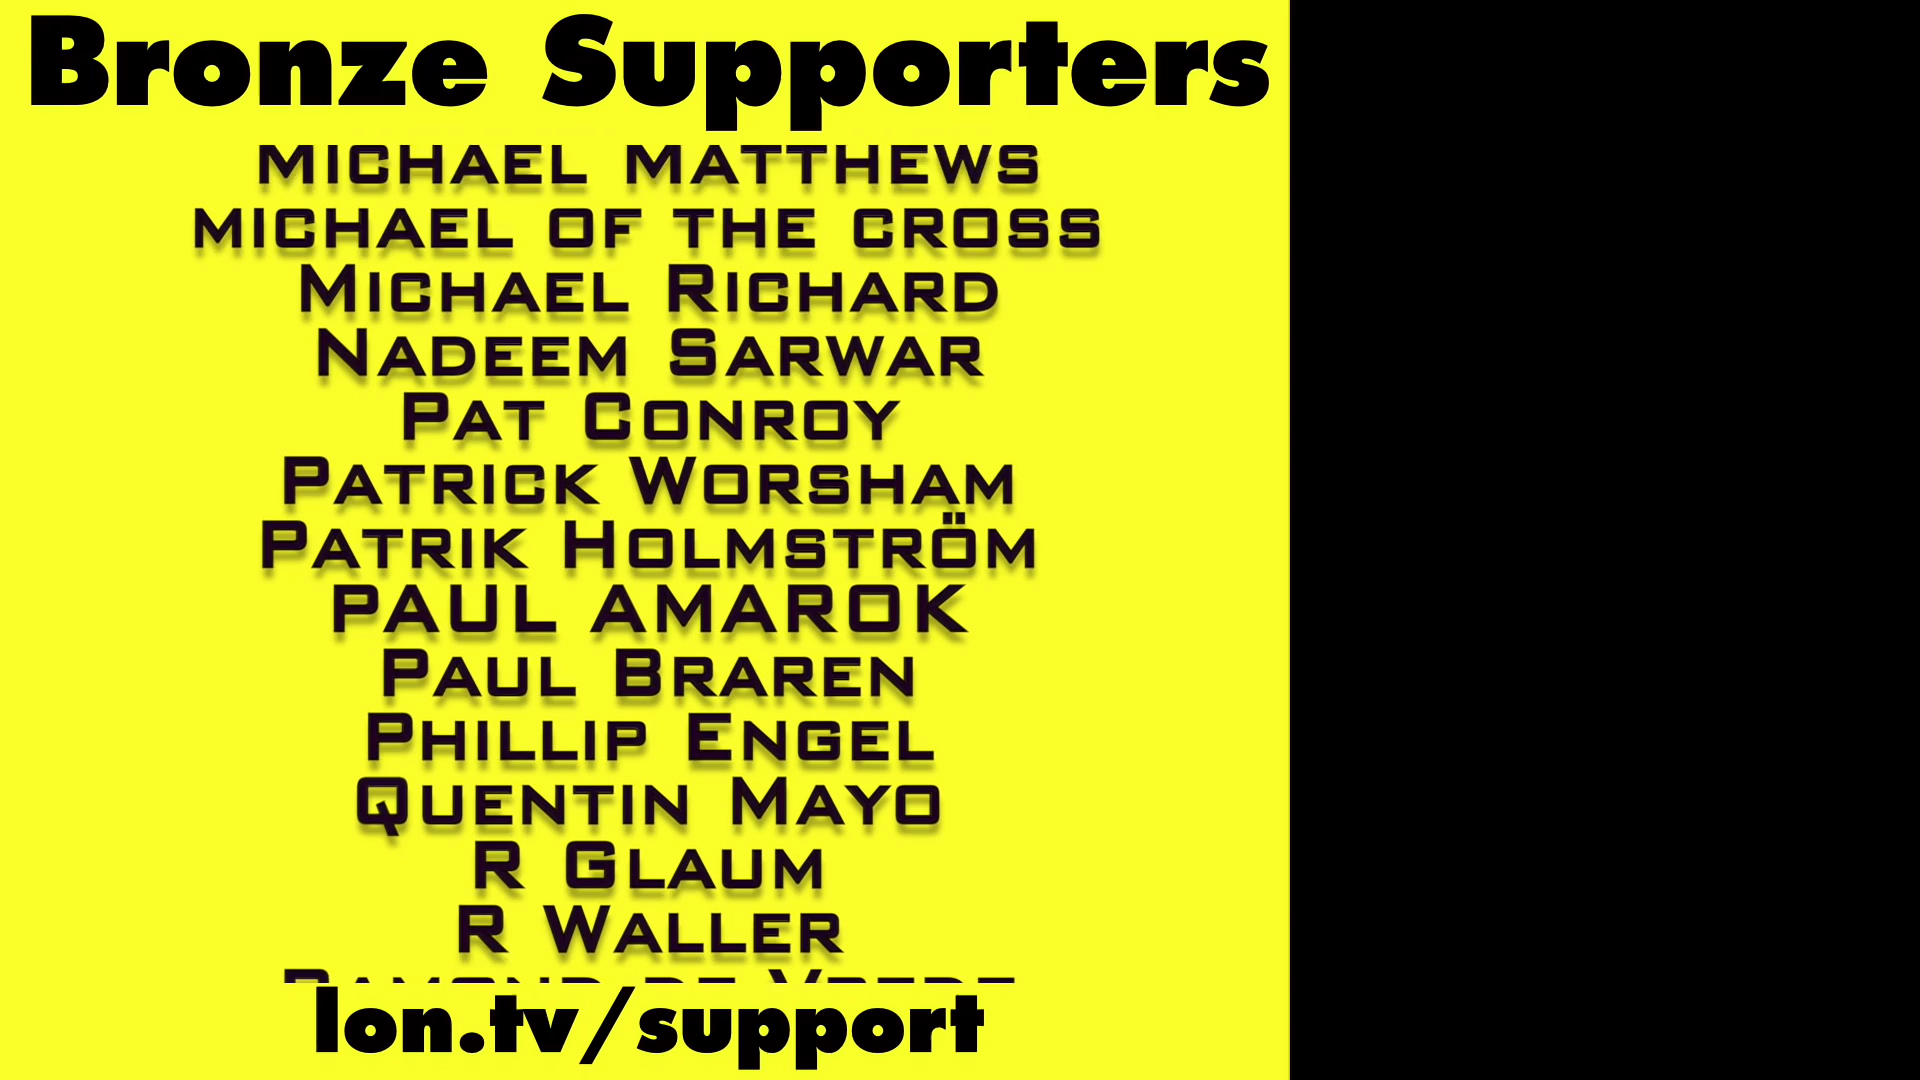 Bronze Supporters
MICHAEL MATTHEWS
MICHAEL OF THE CROSS
MICHAEL RICHARD
NADEEM SARWAR
PAT CONROY
PATRICK WORSHAM
PATRIK HOLMSTRÖM
PAUL AMAROK
PAUL BRAREN
PHILLIP ENGEL
QUENTIN MAYO
R GLAUM
R WALLER
lon.tv/support